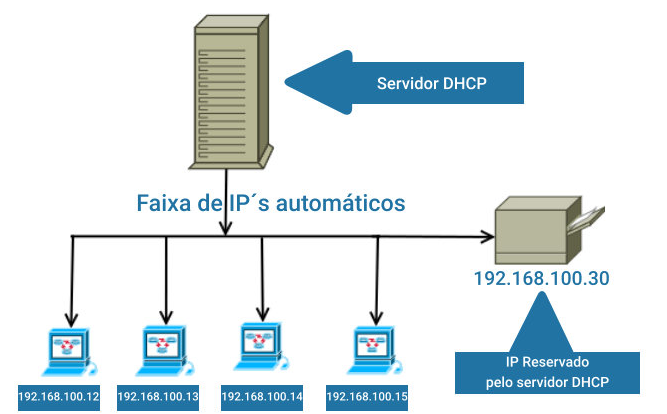 Servidor DHCP
Faixa de IP´s automáticos
192.168.100.30
IP Reservado
pelo servidor DHCP
192.168.100.12
192.168.100.13
192.168.100.14
192.168.100.15